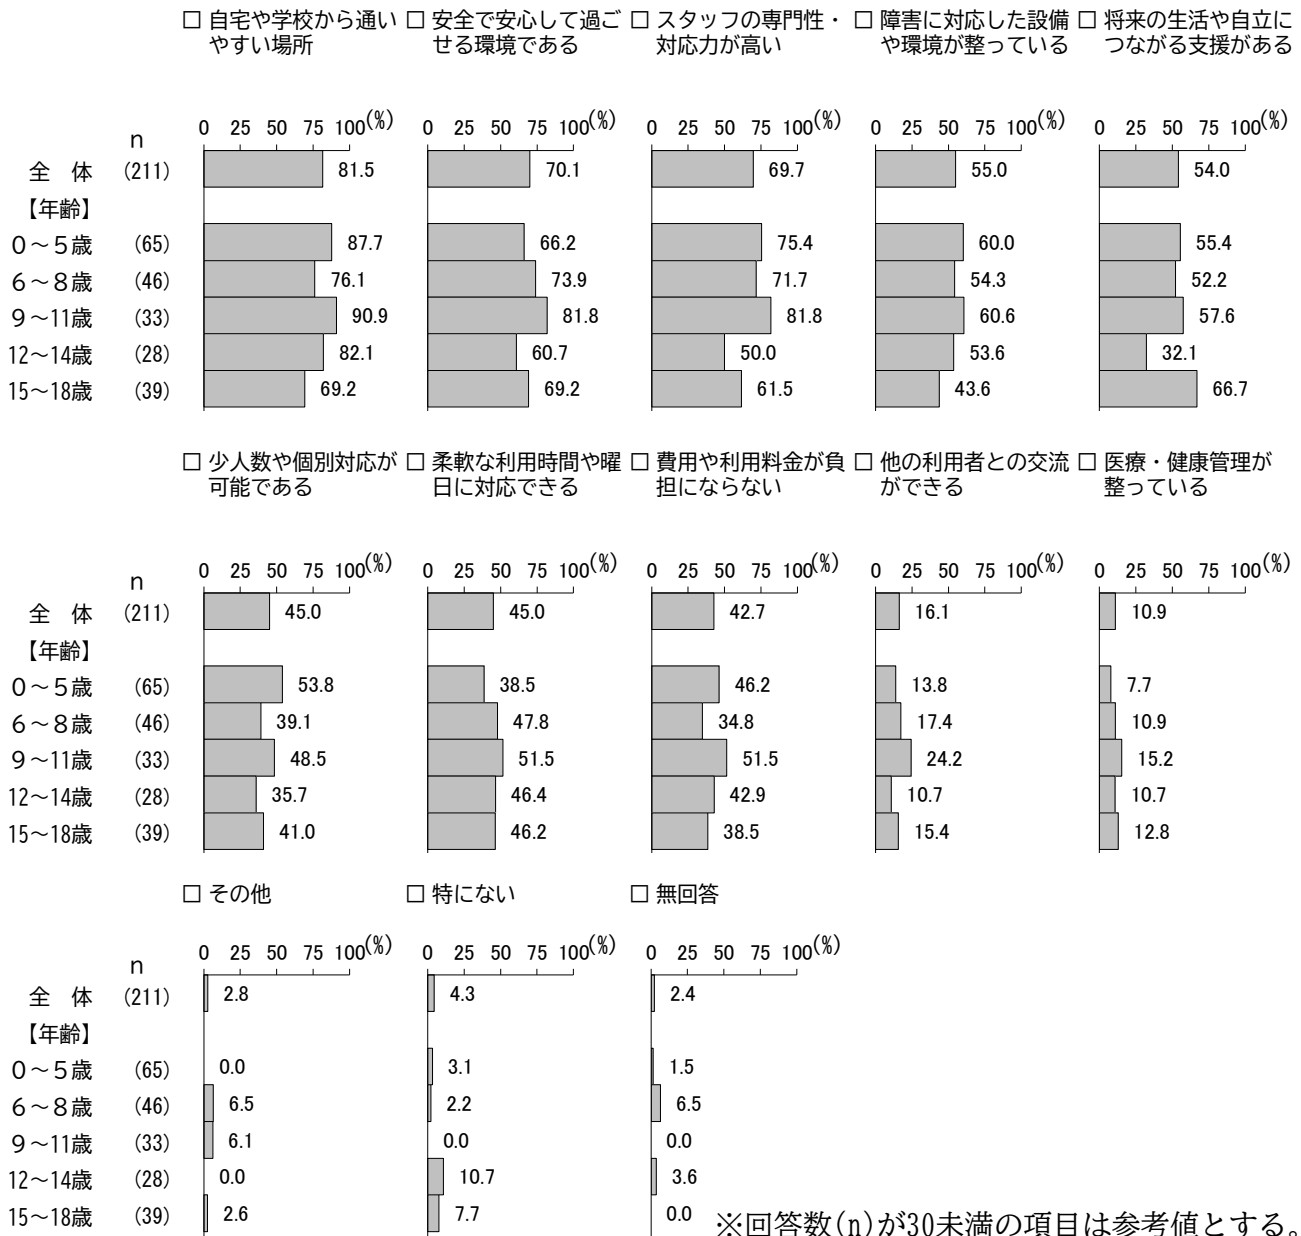 □ 自宅や学校から通い □ 安全で安心して過ご □ スタッフの専門性・ □ 障害に対応した設備 □ 将来の生活や自立に
やすい場所 せる環境である 対応力が高い や環境が整っている つながる支援がある
n 0 25 50 75 100(%) 0 25 50 75 100(%) 0 25 50 75 100(%) 0 25 50 75 100(%) 0 25 50 75 100(%)
全 体 (211) 81.5 70.1 69.7 55.0 54.0
【年齢】
0～5歳 (65) 87.7 66.2 75.4 60.0 55.4
6～8歳 (46) 76.1 73.9 71.7 54.3 52.2
9～11歳 (33) 90.9 81.8 81.8 60.6 57.6
12～14歳 (28) 82.1 60.7 50.0 53.6 32.1
15～18歳 (39) 69.2 69.2 61.5 43.6 66.7
□ 少人数や個別対応が □ 柔軟な利用時間や曜 □ 費用や利用料金が負 □ 他の利用者との交流 □ 医療・健康管理が
可能である 日に対応できる 担にならない ができる 整っている
n 0 25 50 75 100(%) 0 25 50 75 100(%) 0 25 50 75 100(%) 0 25 50 75 100(%) 0 25 50 75 100(%)
全 体 (211) 45.0 45.0 42.7 16.1 10.9
【年齢】
0～5歳 (65) 53.8 38.5 46.2 13.8 7.7
6～8歳 (46) 39.1 47.8 34.8 17.4 10.9
9～11歳 (33) 48.5 51.5 51.5 24.2 15.2
12～14歳 (28) 35.7 46.4 42.9 10.7 10.7
15～18歳 (39) 41.0 46.2 38.5 15.4 12.8
□ その他 □ 特にない □ 無回答
n 0 25 50 75 100(%) 0 25 50 75 100(%) 0 25 50 75 100(%)
全 体 (211) 2.8 4.3 2.4
【年齢】
0～5歳 (65) 0.0 3.1 1.5
6～8歳 (46) 6.5 2.2 6.5
9～11歳 (33) 6.1 0.0 0.0
12～14歳 (28) 0.0 10.7 3.6
15～18歳 (39) 2.6 7.7 0.0
※回答数(n)が30未満の項目は参考値とする。